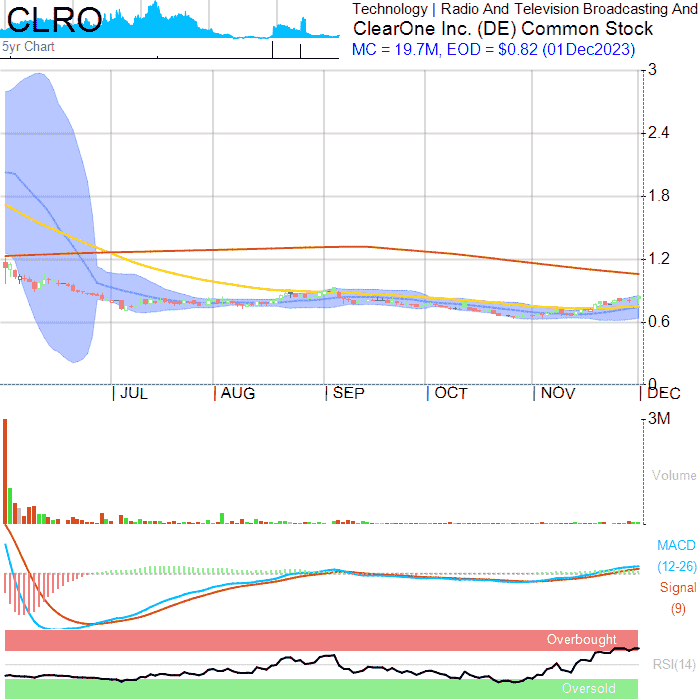 CLRO
5yr Chart
Technology | Radio And Television Broadcasting And
ClearOne Inc. (DE) Common Stock
MC = 19.7M, EOD = $0.82 (01Dec2023)
3
2.4
1.8
1.2
0.6
0
JUL AUG SEP OCT NOV DEC
3M
Volume
MACD
(12-26)
Signal
(9)
Overbought
RSI(14)
Oversold